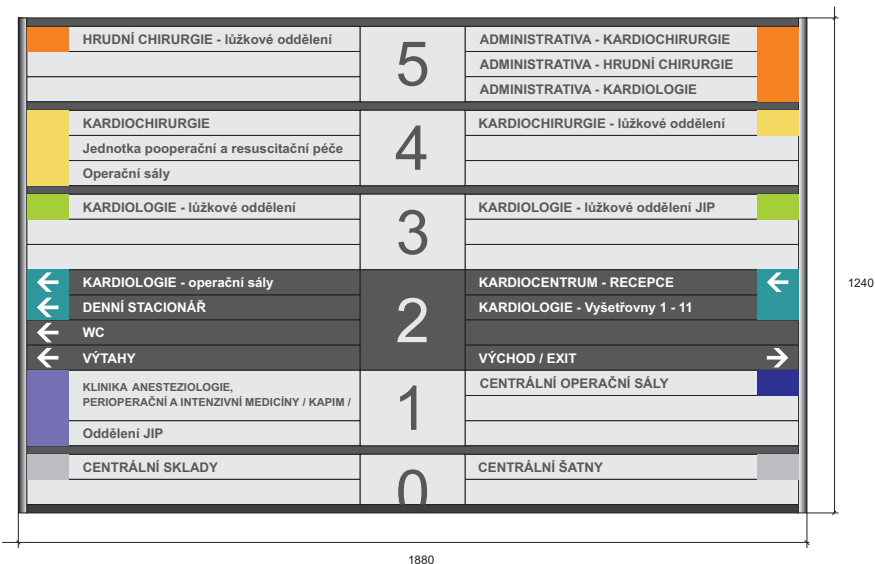 HRUDNÍ CHIRURGIE - lůžkové oddělení
5
ADMINISTRATIVA - KARDIOCHIRURGIE
ADMINISTRATIVA - HRUDNÍ CHIRURGIE
ADMINISTRATIVA - KARDIOLOGIE
KARDIOCHIRURGIE
Jednotka pooperační a resuscitační péče
Operační sály
4
KARDIOCHIRURGIE - lůžkové oddělení
KARDIOLOGIE - lůžkové oddělení
3
KARDIOLOGIE - lůžkové oddělení JIP
KARDIOLOGIE - operační sály
DENNÍ STACIONÁŘ
WC
VÝTAHY
2
KARDIOCENTRUM - RECEPCE
KARDIOLOGIE - Vyšetřovny 1 - 11
VÝCHOD / EXIT
KLINIKA ANESTEZIOLOGIE,
PERIOPERAČNÍ A INTENZIVNÍ MEDICÍNY / KAPIM /
Oddělení JIP
1
CENTRÁLNÍ OPERAČNÍ SÁLY
CENTRÁLNÍ SKLADY
0
CENTRÁLNÍ ŠATNY
1240
1880